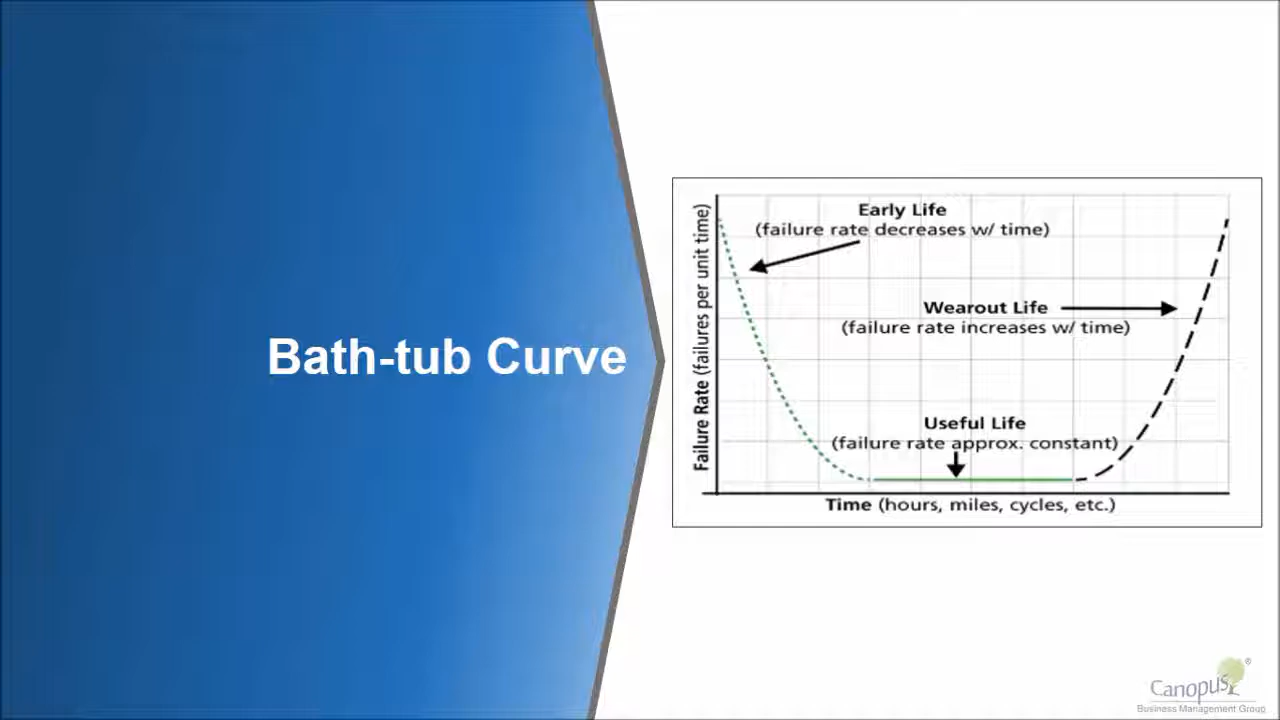 Bath-tub Curve
Early Life
(failure rate decreases w/ time)
Wearout Life
(failure rate increases w/ time)
Useful Life
(failure rate approx. constant)
Failure Rate (failures per unit time)
Time (hours, miles, cycles, etc.)
Canopus®
Business Management Group